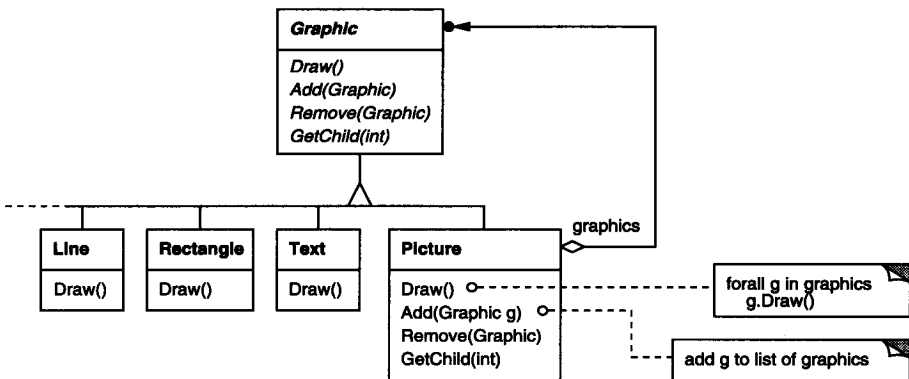 Graphic
Draw()
Add(Graphic)
Remove(Graphic)
GetChild(int)
graphics
Line
Draw()
Rectangle
Draw()
Text
Draw()
Picture
Draw()
Add(Graphic g)
Remove(Graphic)
GetChild(int)
forall g in graphics
g.Draw()
add g to list of graphics